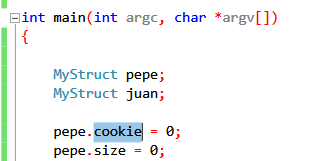 int main(int argc, char *argv[])
{
MyStruct pepe;
MyStruct juan;
pepe.cookie = 0;
pepe.size = 0;